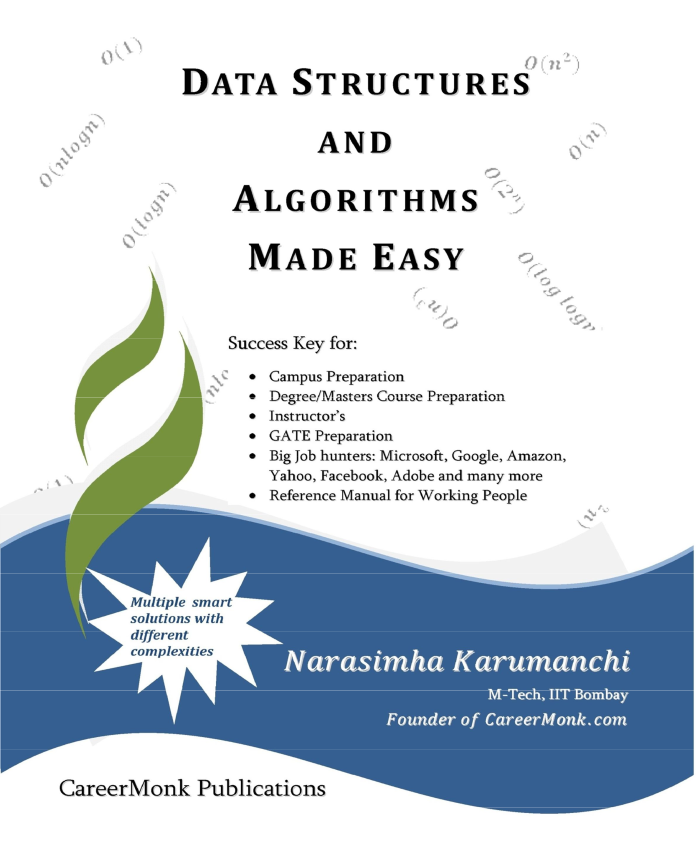 O(1)
O(n²)
DATA STRUCTURES
O(nlogn)
AND
O(n)
O(2ⁿ)
ALGORITHMS
O(logn)
MADE EASY
O(log logn)
O(n³)
Success Key for:
(nlo
• Campus Preparation
• Degree/Masters Course Preparation
• Instructor's
• GATE Preparation
• Big Job hunters: Microsoft, Google, Amazon,
Yahoo, Facebook, Adobe and many more
• Reference Manual for Working People
Multiple smart
solutions with
different
complexities
Narasimha Karumanchi
M-Tech, IIT Bombay
Founder of CareerMonk.com
CareerMonk Publications